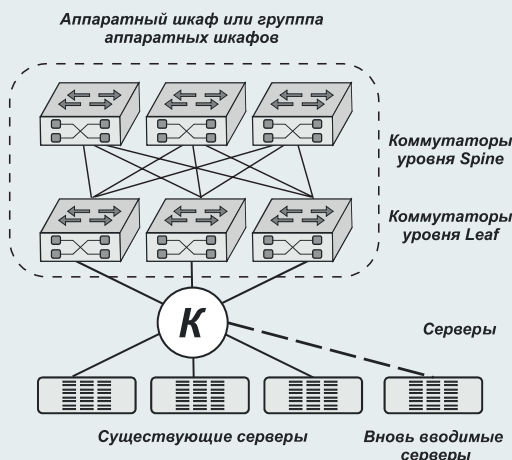 Аппаратный шкаф или групппа
аппаратных шкафов
Коммутаторы
уровня Spine
Коммутаторы
уровня Leaf
К
Серверы
Существующие серверы
Вновь вводимые
серверы